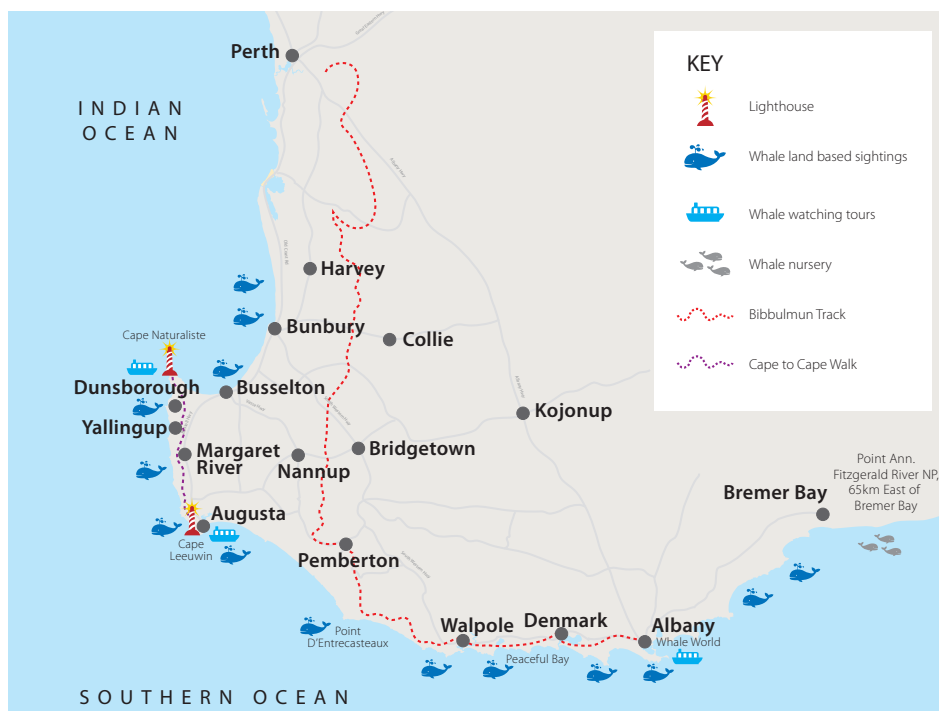 Perth
INDIAN
OCEAN
Harvey
Bunbury
Collie
Cape Naturaliste
Dunsborough
Busselton
Yallingup
Kojonup
Margaret
River
Nannup
Bridgetown
Augusta
Cape
Leeuwin
Pemberton
Point
D'Entrecasteaux
Walpole
Denmark
Peaceful Bay
Albany
Whale World
Bremer Bay
Point Ann.
Fitzgerald River NP,
65km East of
Bremer Bay
SOUTHERN OCEAN
KEY
Lighthouse
Whale land based sightings
Whale watching tours
Whale nursery
Bibbulmun Track
Cape to Cape Walk